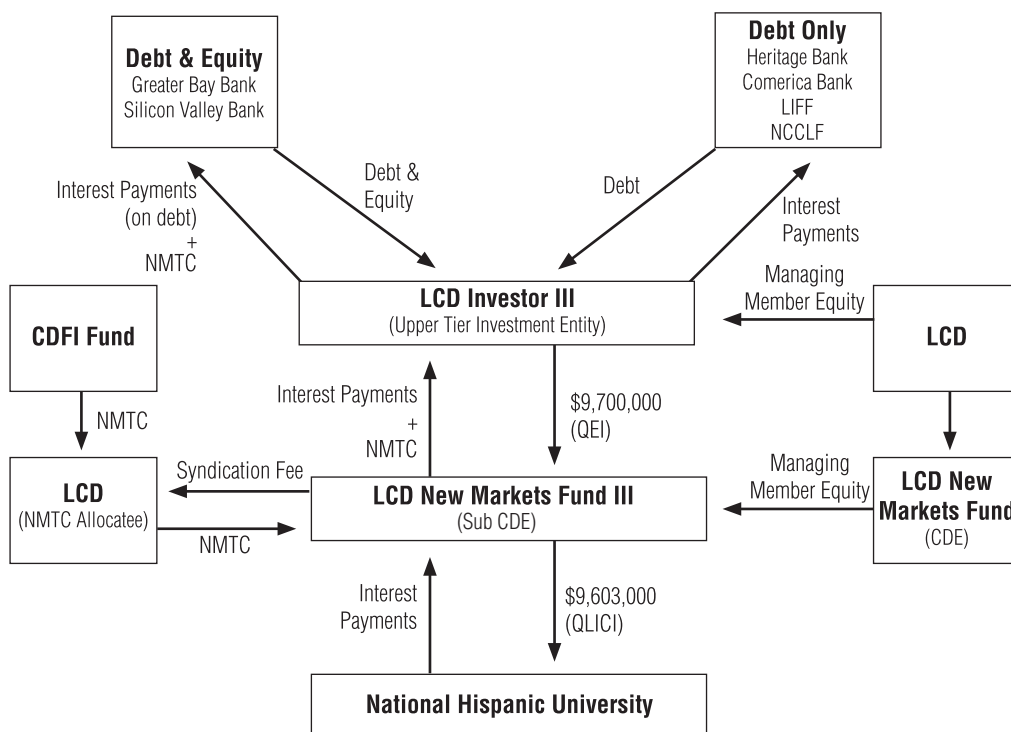 Debt & Equity
Greater Bay Bank
Silicon Valley Bank
Debt Only
Heritage Bank
Comerica Bank
LIFF
NCCLF
Interest Payments
(on debt)
+
NMTC
Debt &
Equity
Debt
Interest
Payments
LCD Investor III
(Upper Tier Investment Entity)
Managing
Member Equity
CDFI Fund
LCD
NMTC
Interest Payments
+
NMTC
$9,700,000
(QEI)
LCD
(NMTC Allocatee)
Syndication Fee
NMTC
LCD New Markets Fund III
(Sub CDE)
Managing
Member Equity
LCD New
Markets Fund
(CDE)
Interest
Payments
$9,603,000
(QLICI)
National Hispanic University